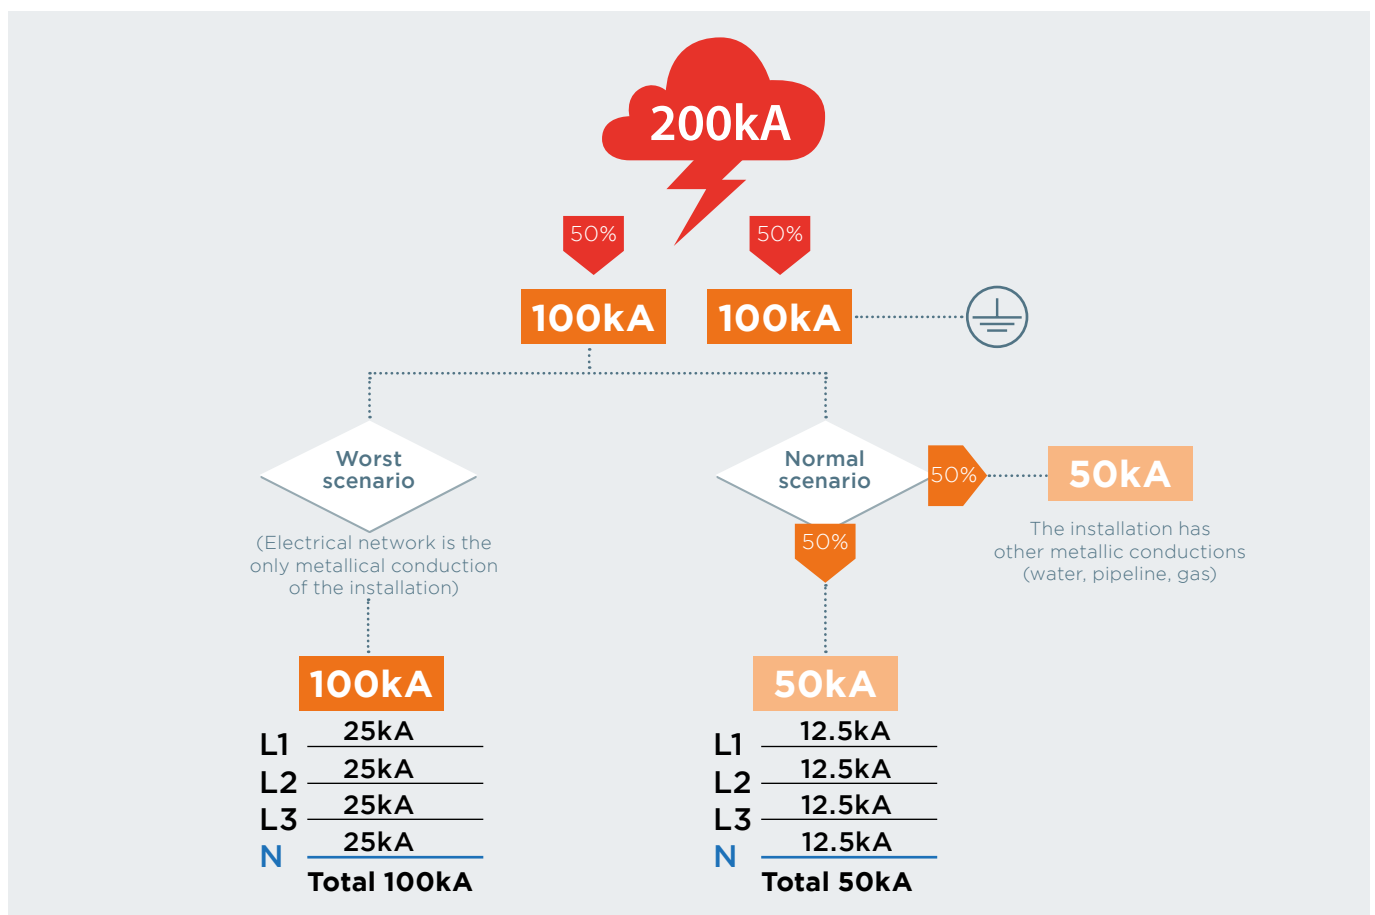 200kA
50%
50%
100kA
100kA
Worst
scenario
(Electrical network is the
only metallical conduction
of the installation)
Normal
scenario
50%
50kA
The installation has
other metallic conductions
(water, pipeline, gas)
50%
100kA
L1 25kA
L2 25kA
L3 25kA
N 25kA
Total 100kA
50kA
L1 12.5kA
L2 12.5kA
L3 12.5kA
N 12.5kA
Total 50kA